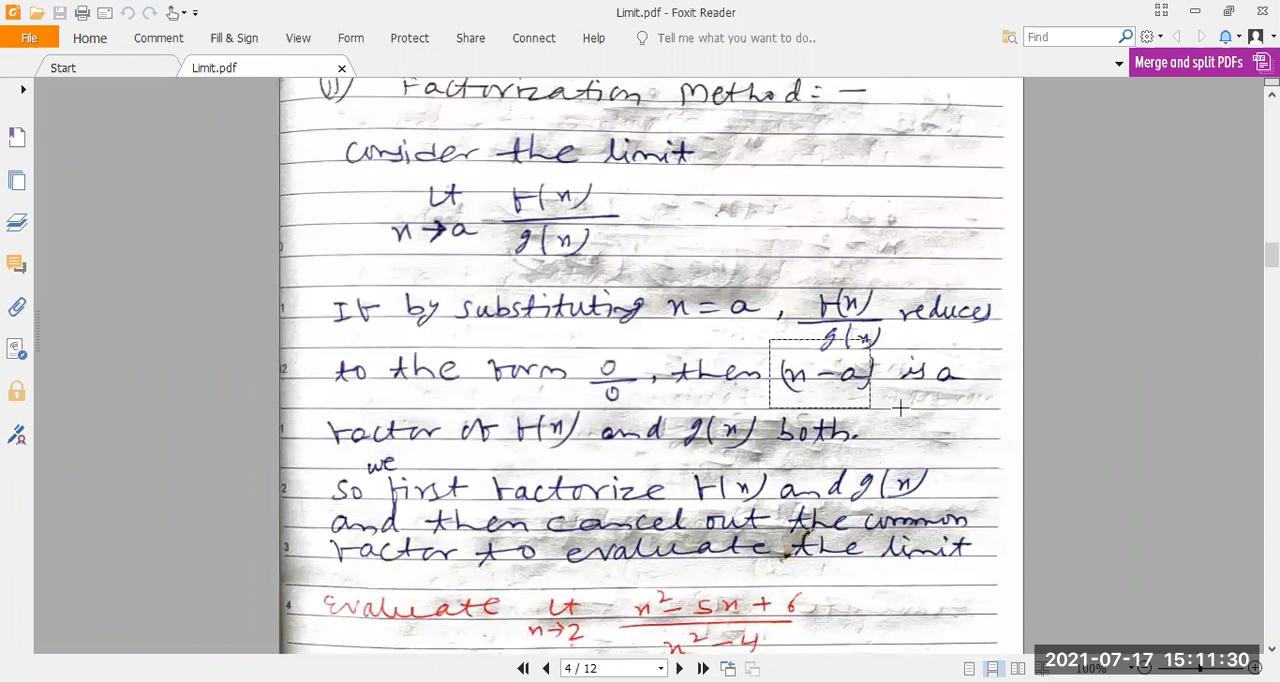 Limit.pdf - Foxit Reader
File Home Comment Fill & Sign View Form Protect Share Connect Help Tell me what you want to do.. Find
Start Limit.pdf Merge and split PDFs
(ii) Factorization Method: —
Consider the limit
lt f(x)
x→a g(x)
If by substituting x = a, f(x)/g(x) reduces
to the form 0/0, then (x-a) is a
factor of f(x) and g(x) both.
we
so first factorize f(x) and g(x)
and then cancel out the common
factor to evaluate the limit
Evaluate lt x² - 5x + 6
x→2 x² - 4
4 / 12
2021-07-17 15:11:30
100%